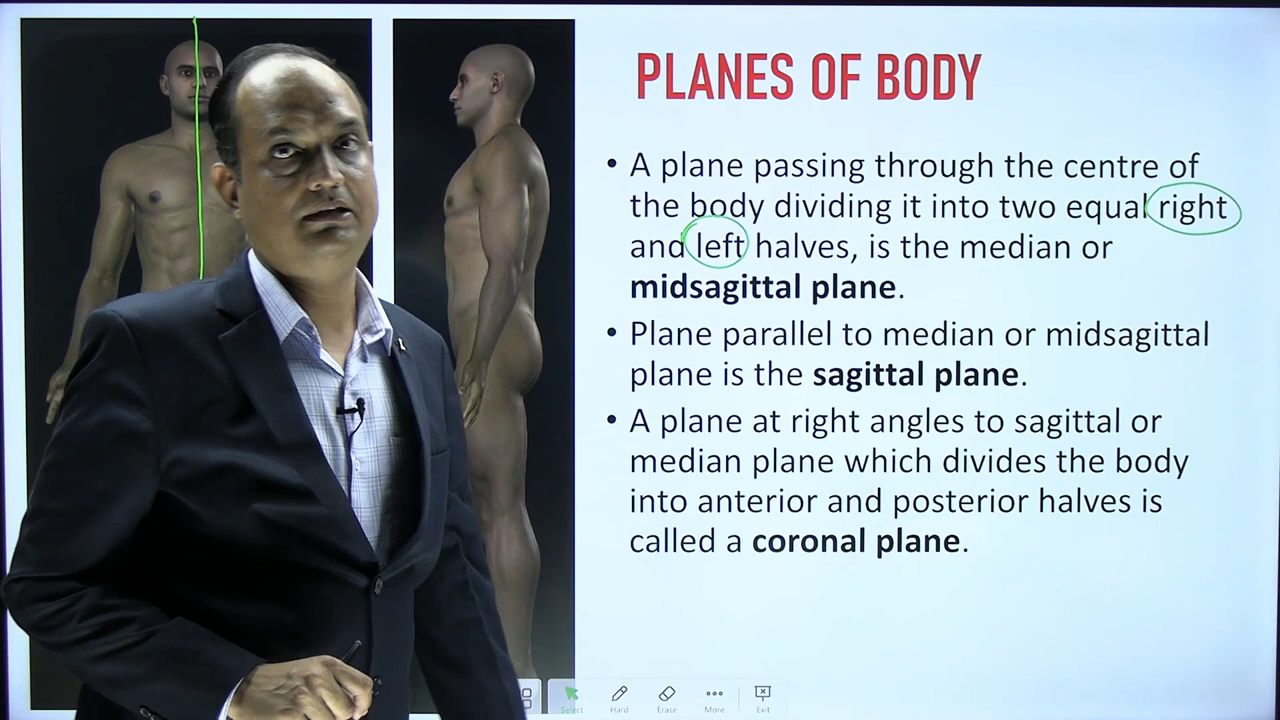 PLANES OF BODY
• A plane passing through the centre of
the body dividing it into two equal right
and left halves, is the median or
midsagittal plane.
• Plane parallel to median or midsagittal
plane is the sagittal plane.
• A plane at right angles to sagittal or
median plane which divides the body
into anterior and posterior halves is
called a coronal plane.
Select Hard Erase More Exit